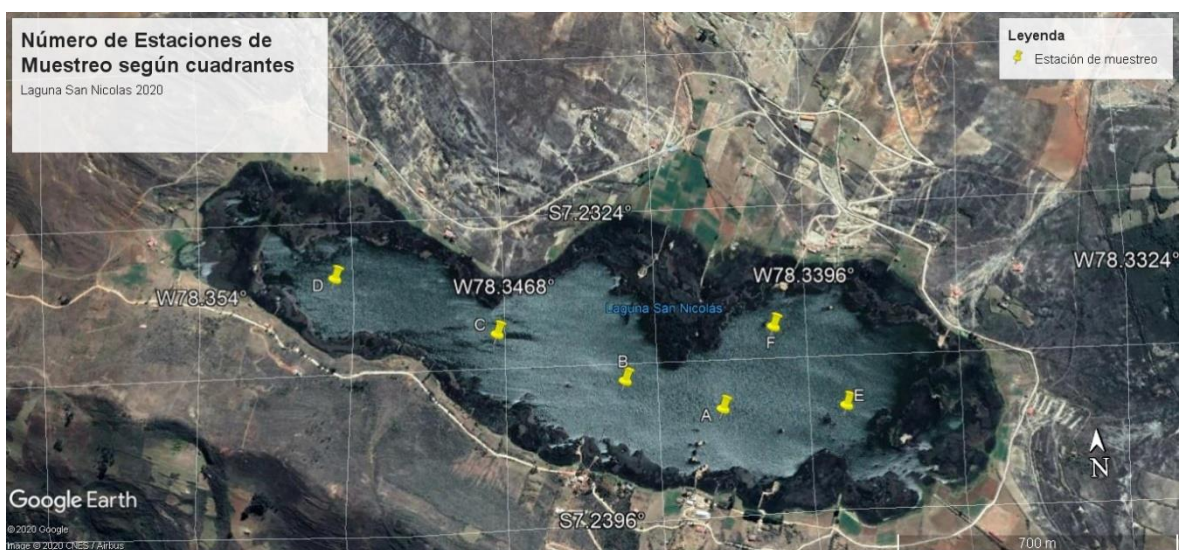 Número de Estaciones de
Muestreo según cuadrantes
Laguna San Nicolas 2020
Leyenda
Estación de muestreo
S7.2324°
W78.3324°
W78.3396°
W78.3468°
W78.354°
D
C
Laguna San Nicolás
F
B
A
E
N
Google Earth
S7.2396°
© 2020 Google
Image © 2020 CNES / Airbus
700 m